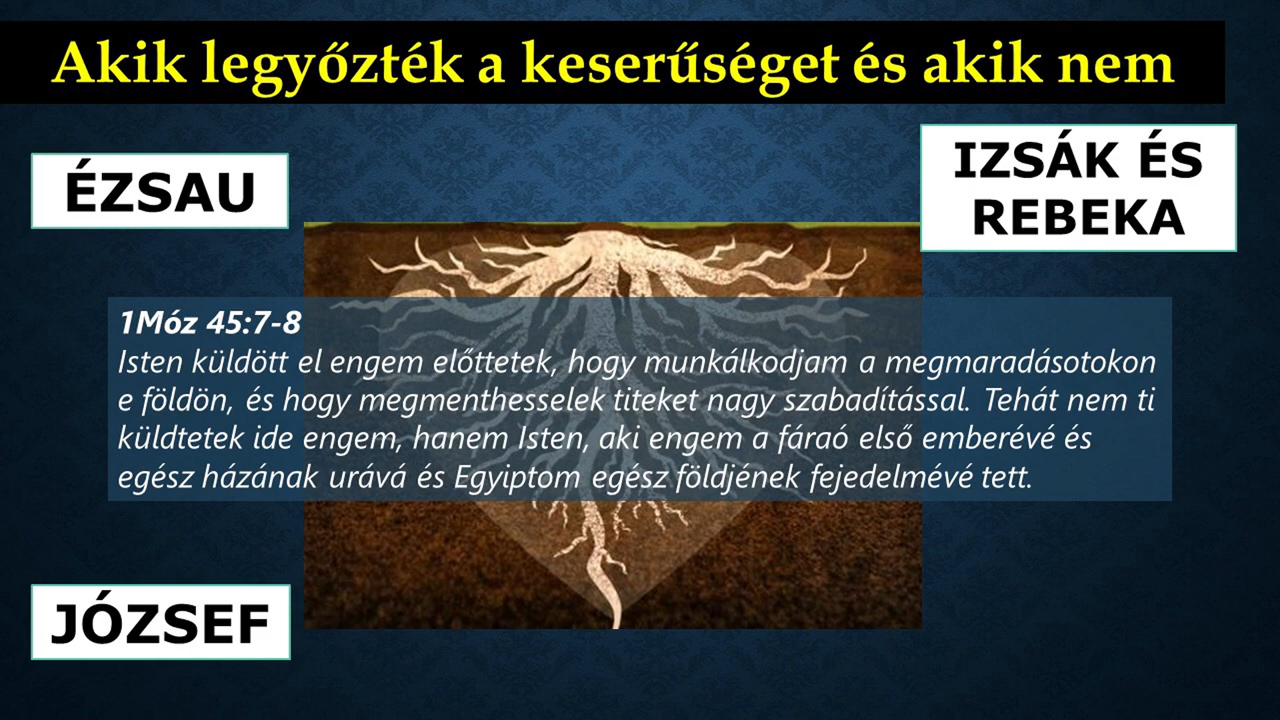 Akik legyőzték a keserűséget és akik nem
ÉZSAU
IZSÁK ÉS
REBEKA
1Móz 45:7-8
Isten küldött el engem előttetek, hogy munkálkodjam a megmaradásotokon
e földön, és hogy megmenthesselek titeket nagy szabadítással. Tehát nem ti
küldtetek ide engem, hanem Isten, aki engem a fáraó első emberévé és
egész házának urává és Egyiptom egész földjének fejedelmévé tett.
JÓZSEF